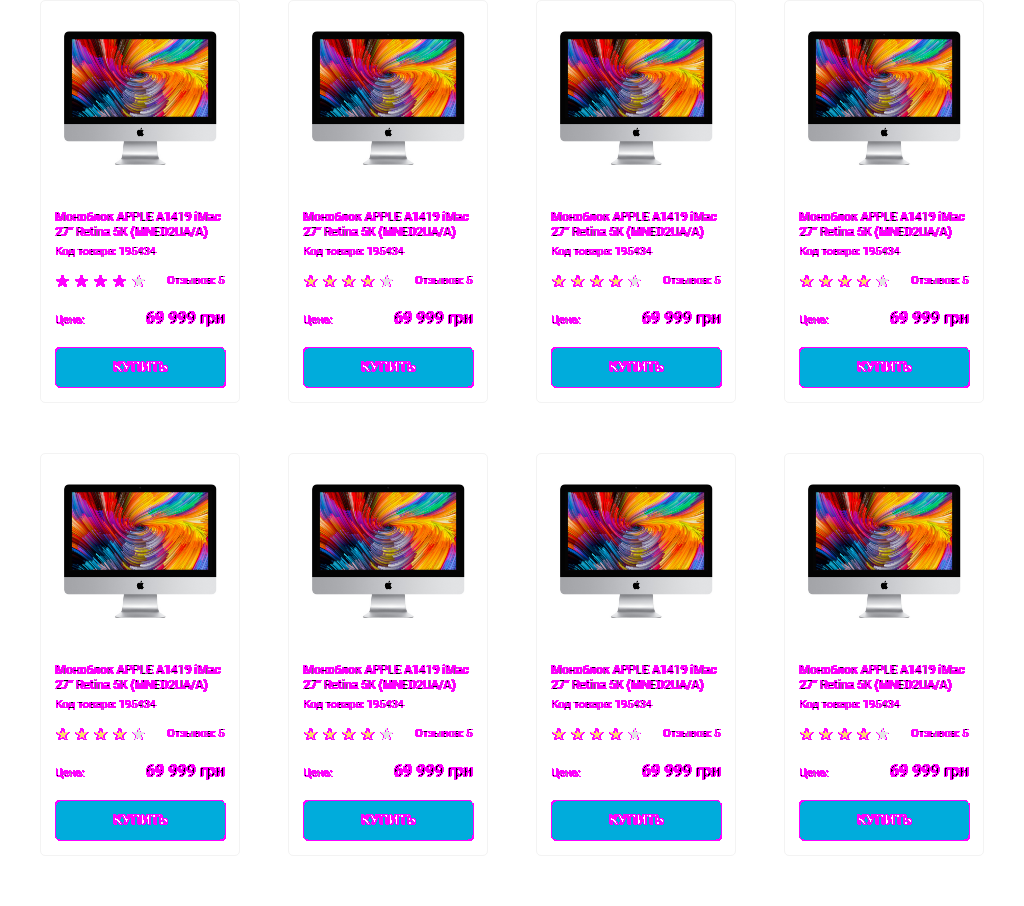 Моноблок APPLE A1419 iMac Моноблок APPLE A1419 iMac Моноблок APPLE A1419 iMac Моноблок APPLE A1419 iMac
27" Retina 5K (MNED2UA/A) 27" Retina 5K (MNED2UA/A) 27" Retina 5K (MNED2UA/A) 27" Retina 5K (MNED2UA/A)
Код товара: 195434 Код товара: 195434 Код товара: 195434 Код товара: 195434
Отзывов: 5 Отзывов: 5 Отзывов: 5 Отзывов: 5
Цена: 69 999 грн Цена: 69 999 грн Цена: 69 999 грн Цена: 69 999 грн
КУПИТЬ КУПИТЬ КУПИТЬ КУПИТЬ
Моноблок APPLE A1419 iMac Моноблок APPLE A1419 iMac Моноблок APPLE A1419 iMac Моноблок APPLE A1419 iMac
27" Retina 5K (MNED2UA/A) 27" Retina 5K (MNED2UA/A) 27" Retina 5K (MNED2UA/A) 27" Retina 5K (MNED2UA/A)
Код товара: 195434 Код товара: 195434 Код товара: 195434 Код товара: 195434
Отзывов: 5 Отзывов: 5 Отзывов: 5 Отзывов: 5
Цена: 69 999 грн Цена: 69 999 грн Цена: 69 999 грн Цена: 69 999 грн
КУПИТЬ КУПИТЬ КУПИТЬ КУПИТЬ